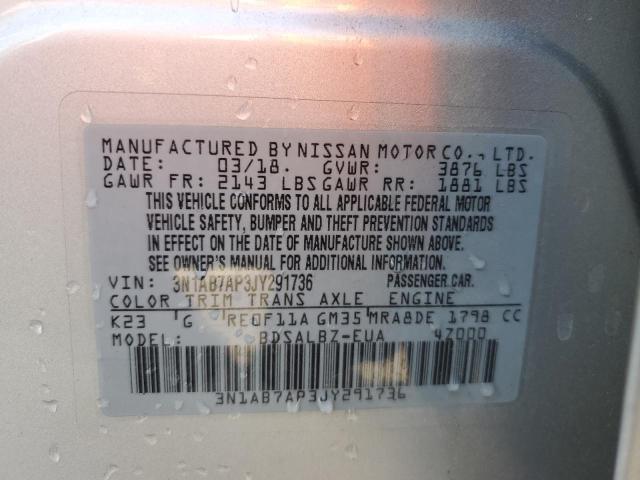 MANUFACTURED BY NISSAN MOTOR CO., LTD.
DATE: 03/18. GVWR: 3876 LBS
GAWR FR: 2143 LBS GAWR RR: 1881 LBS
THIS VEHICLE CONFORMS TO ALL APPLICABLE FEDERAL MOTOR
VEHICLE SAFETY, BUMPER AND THEFT PREVENTION STANDARDS
IN EFFECT ON THE DATE OF MANUFACTURE SHOWN ABOVE.
SEE OWNER'S MANUAL FOR ADDITIONAL INFORMATION.
VIN: 3N1AB7AP3JY291736 PASSENGER CAR.
COLOR TRIM TRANS AXLE ENGINE
K23 G RE0F11A GM35 MRA8DE 1798 CC
MODEL: BDSALBZ-EUA 4Z000
3N1AB7AP3JY291736